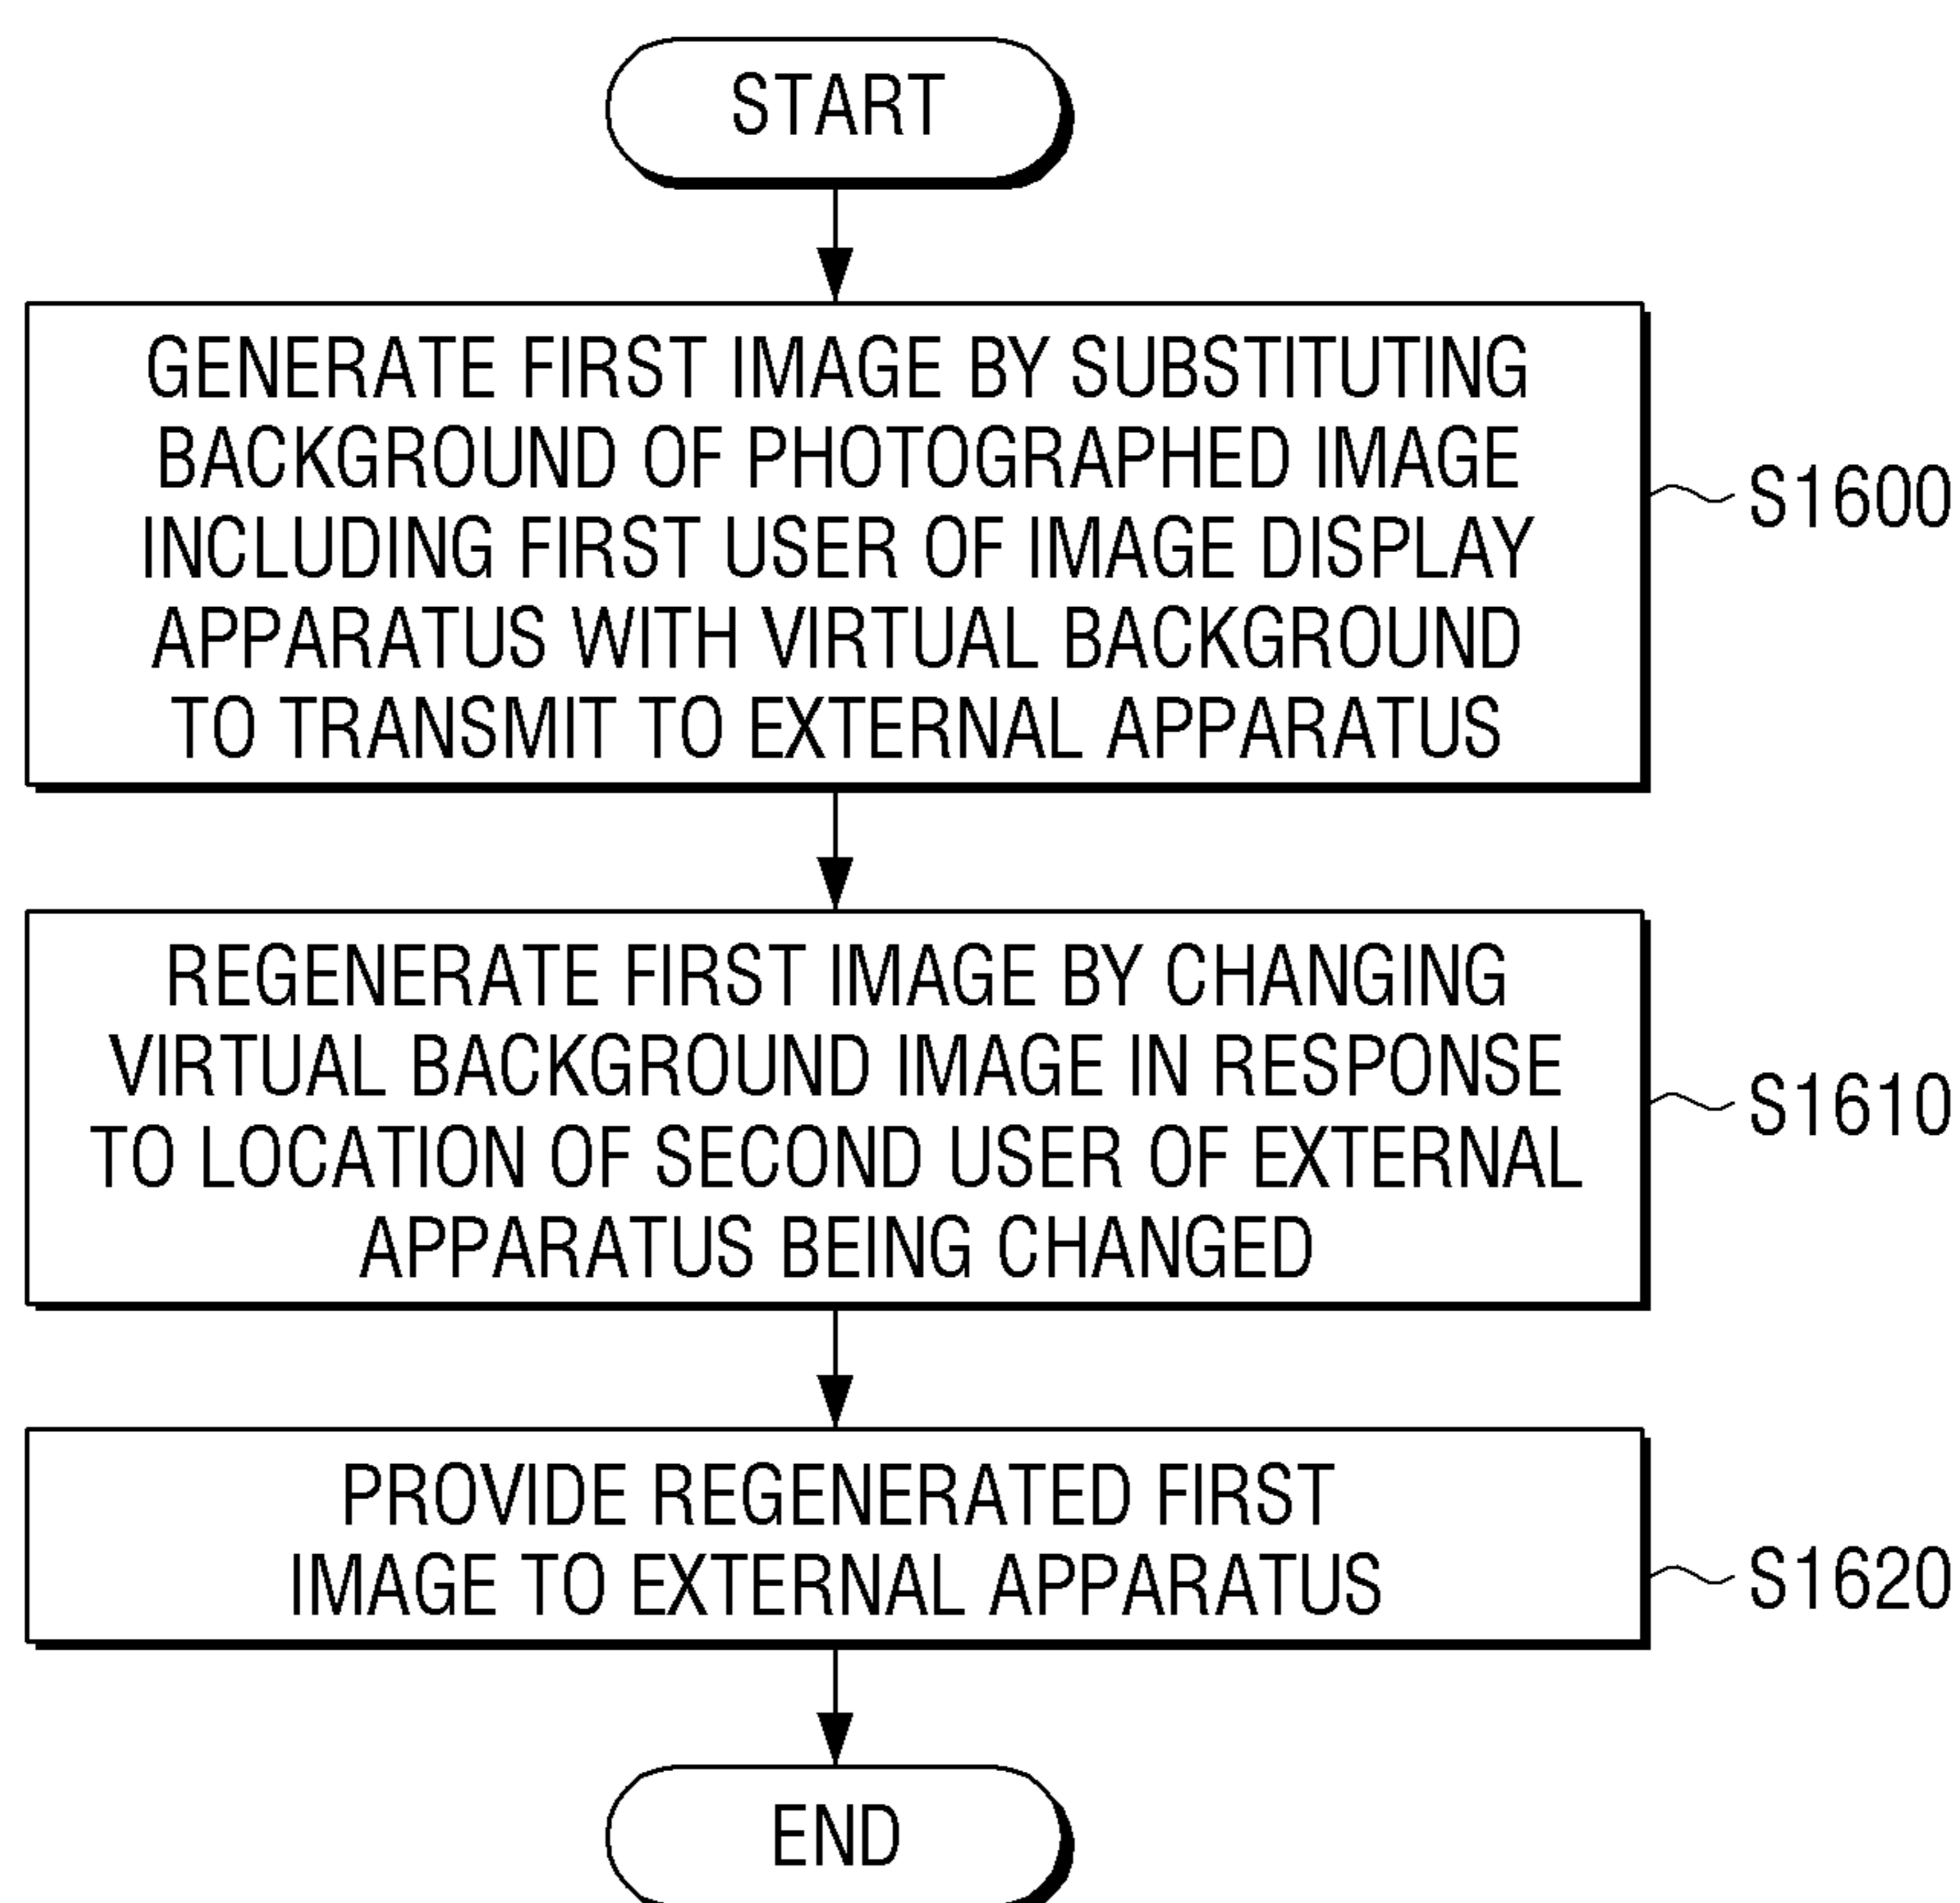 START
GENERATE FIRST IMAGE BY SUBSTITUTING
BACKGROUND OF PHOTOGRAPHED IMAGE
INCLUDING FIRST USER OF IMAGE DISPLAY
APPARATUS WITH VIRTUAL BACKGROUND
TO TRANSMIT TO EXTERNAL APPARATUS
S1600
REGENERATE FIRST IMAGE BY CHANGING
VIRTUAL BACKGROUND IMAGE IN RESPONSE
TO LOCATION OF SECOND USER OF EXTERNAL
APPARATUS BEING CHANGED
S1610
PROVIDE REGENERATED FIRST
IMAGE TO EXTERNAL APPARATUS
S1620
END